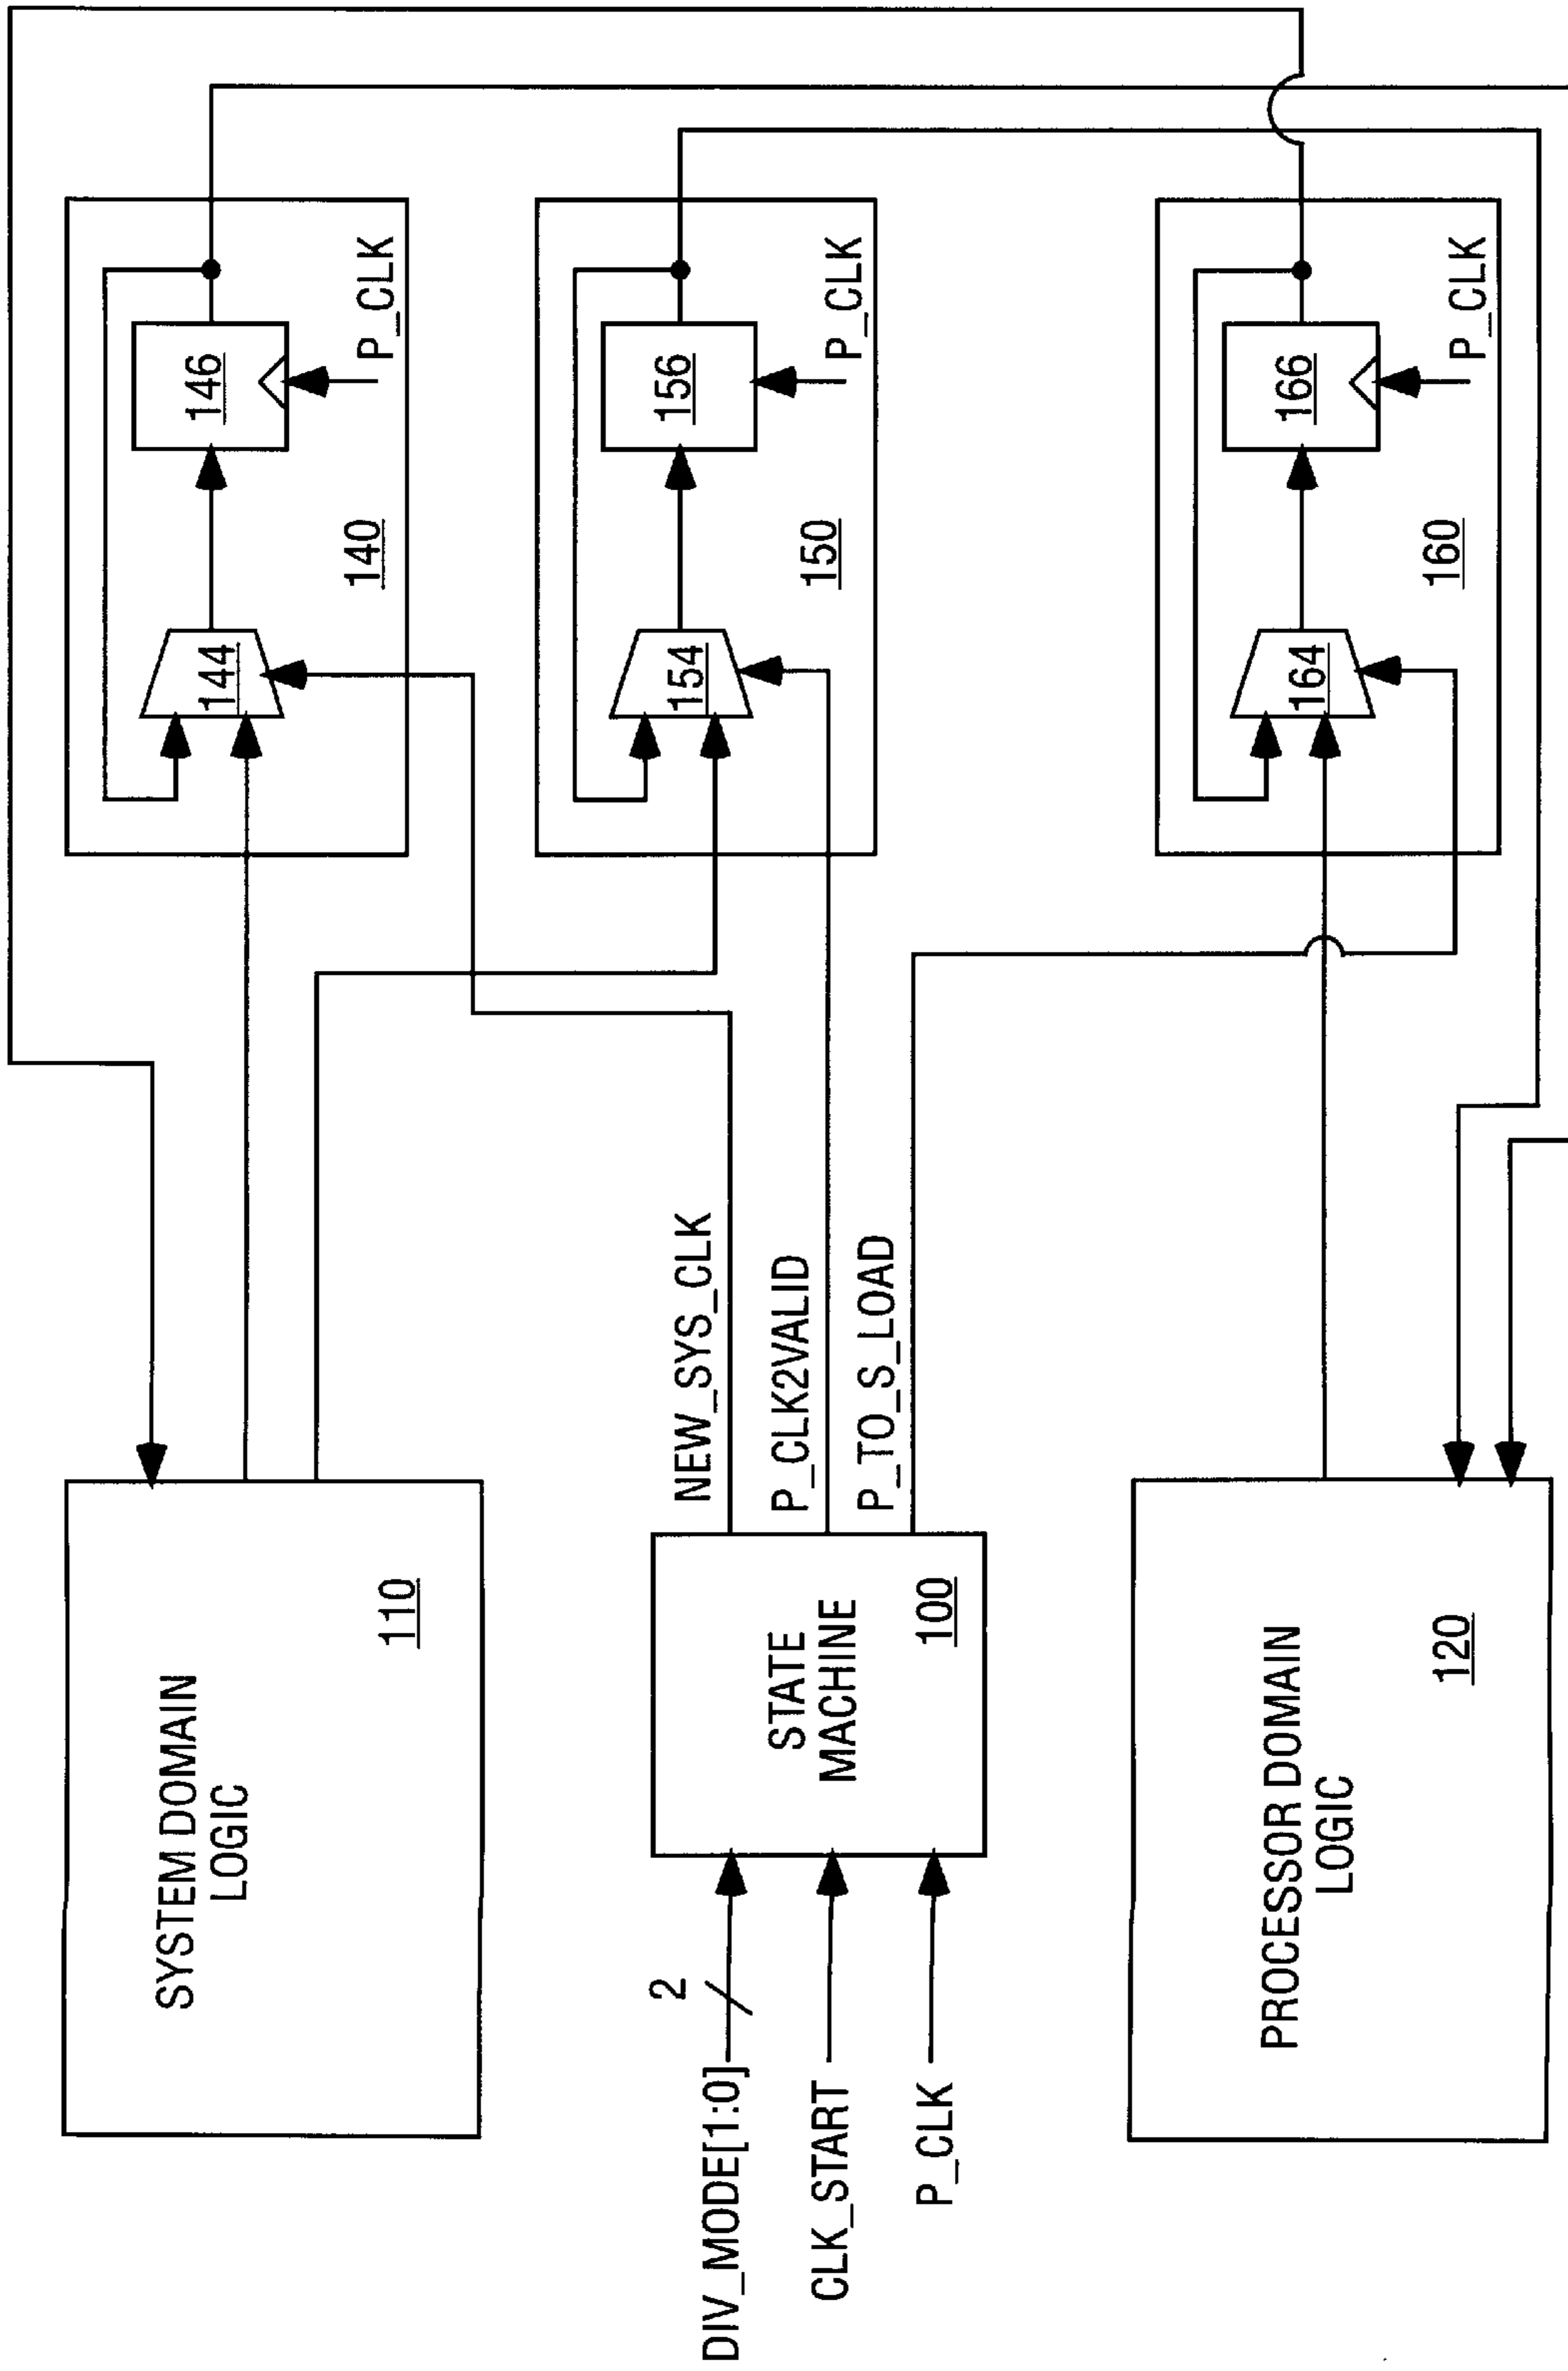 SYSTEM DOMAIN
LOGIC
110
144
146
P_CLK
140
DIV_MODE[1:0]
2
CLK_START
P_CLK
STATE
MACHINE
100
NEW_SYS_CLK
P_CLK2VALID
P_TO_S_LOAD
154
156
P_CLK
150
PROCESSOR DOMAIN
LOGIC
120
164
166
P_CLK
160